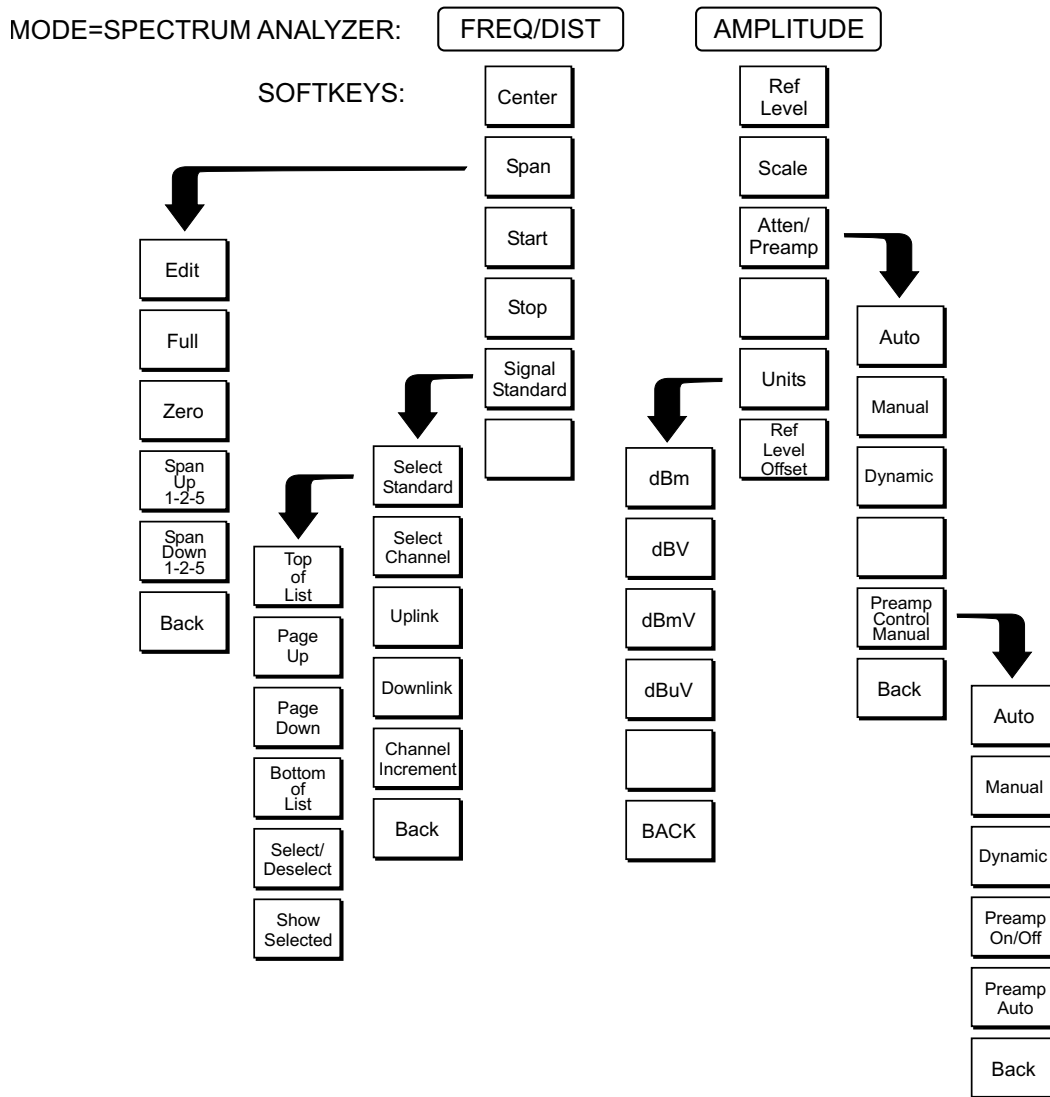 MODE=SPECTRUM ANALYZER:
FREQ/DIST
AMPLITUDE
SOFTKEYS:
Center
Span
Start
Stop
Signal
Standard
Edit
Full
Zero
Span
Up
1-2-5
Span
Down
1-2-5
Back
Select
Standard
Select
Channel
Uplink
Downlink
Channel
Increment
Back
Top
of
List
Page
Up
Page
Down
Bottom
of
List
Select/
Deselect
Show
Selected
Ref
Level
Scale
Atten/
Preamp
Units
Ref
Level
Offset
dBm
dBV
dBmV
dBuV
BACK
Auto
Manual
Dynamic
Preamp
Control
Manual
Back
Auto
Manual
Dynamic
Preamp
On/Off
Preamp
Auto
Back